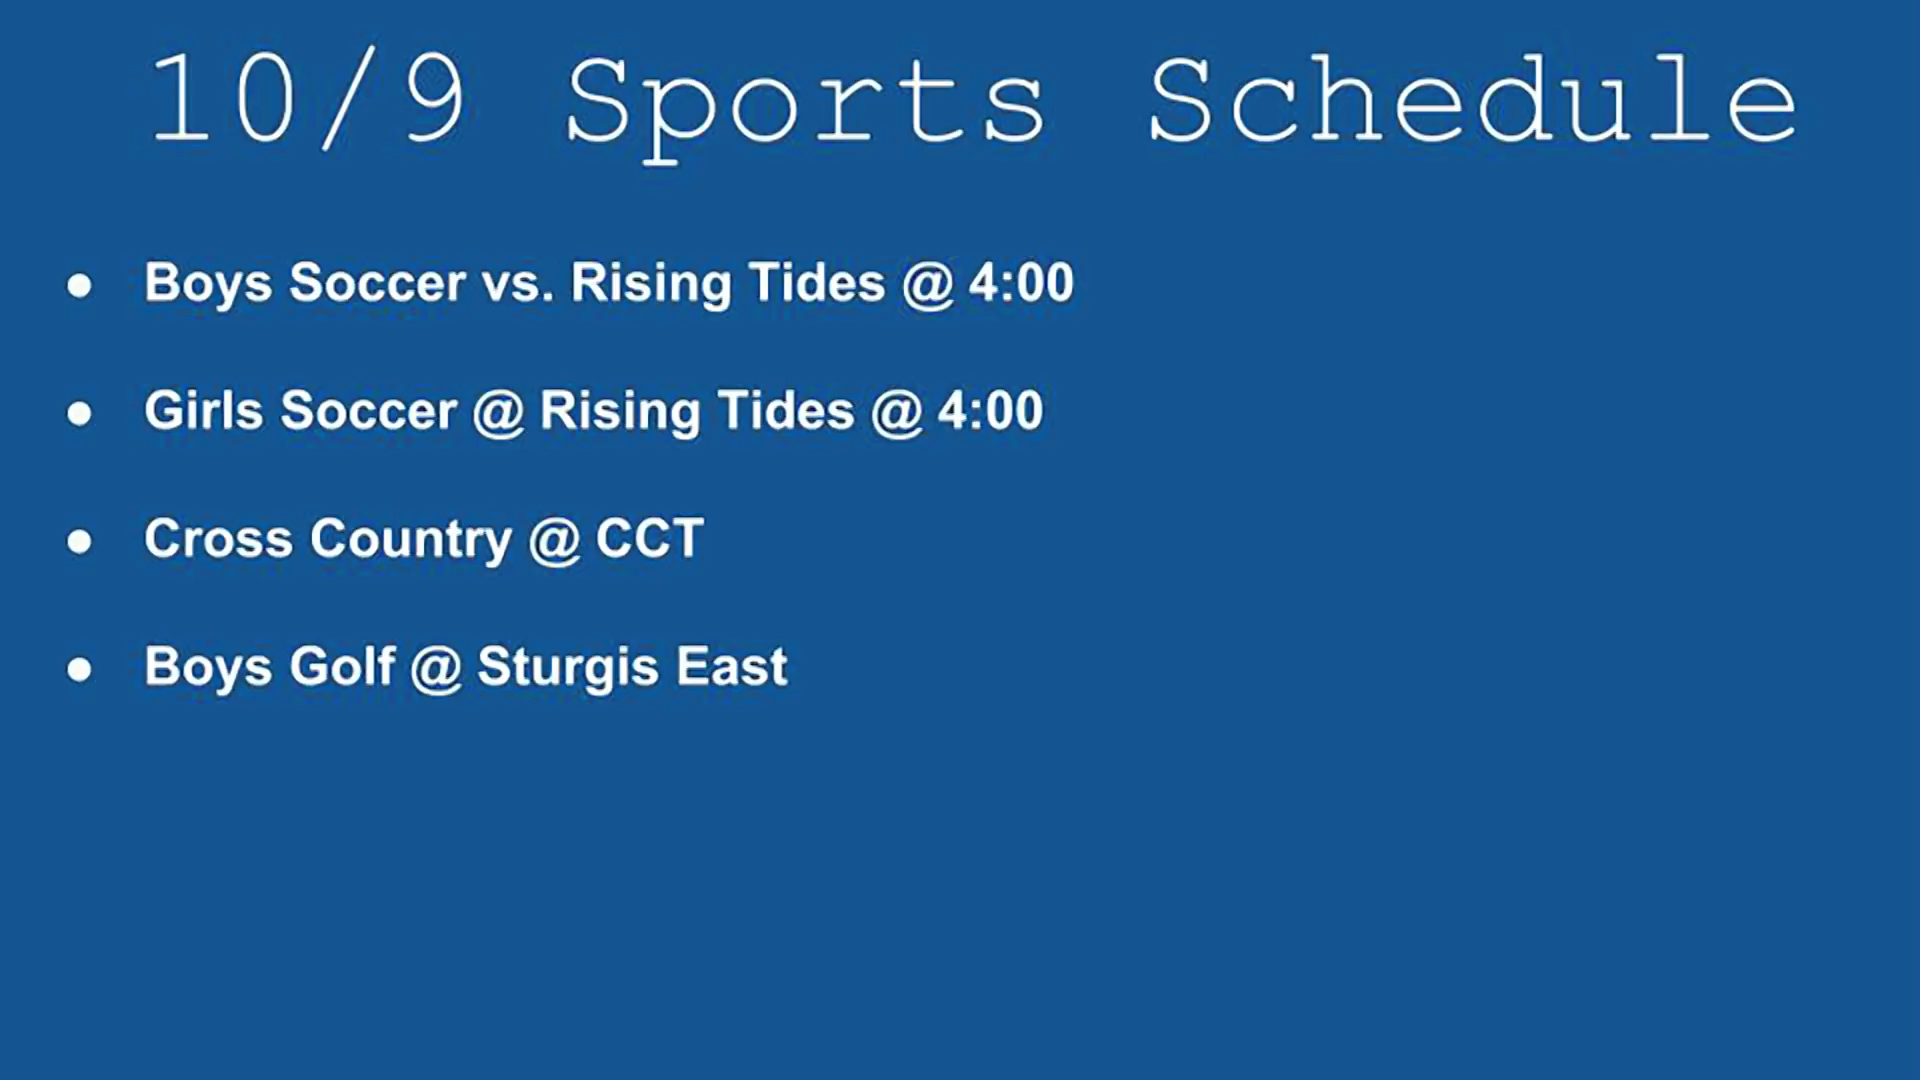 10/9 Sports Schedule
● Boys Soccer vs. Rising Tides @ 4:00
● Girls Soccer @ Rising Tides @ 4:00
● Cross Country @ CCT
● Boys Golf @ Sturgis East